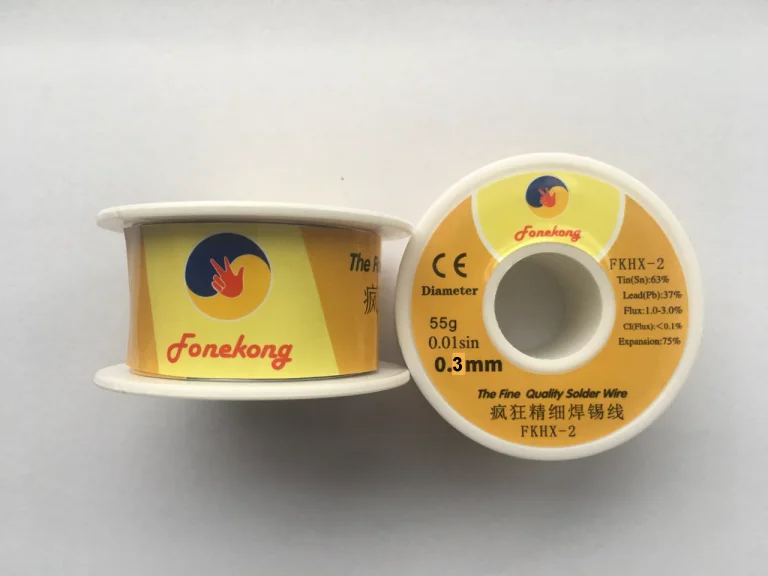 Fonekong
The F
疯
Fonekong
CE
Diameter
55g
0.01sin
0.3mm
FKHX-2
Tin(Sn):63%
Lead(Pb):37%
Flux:1.0-3.0%
CI(Flux):<0.1%
Expansion:75%
The Fine Quality Solder Wire
疯狂精细焊锡线
FKHX-2